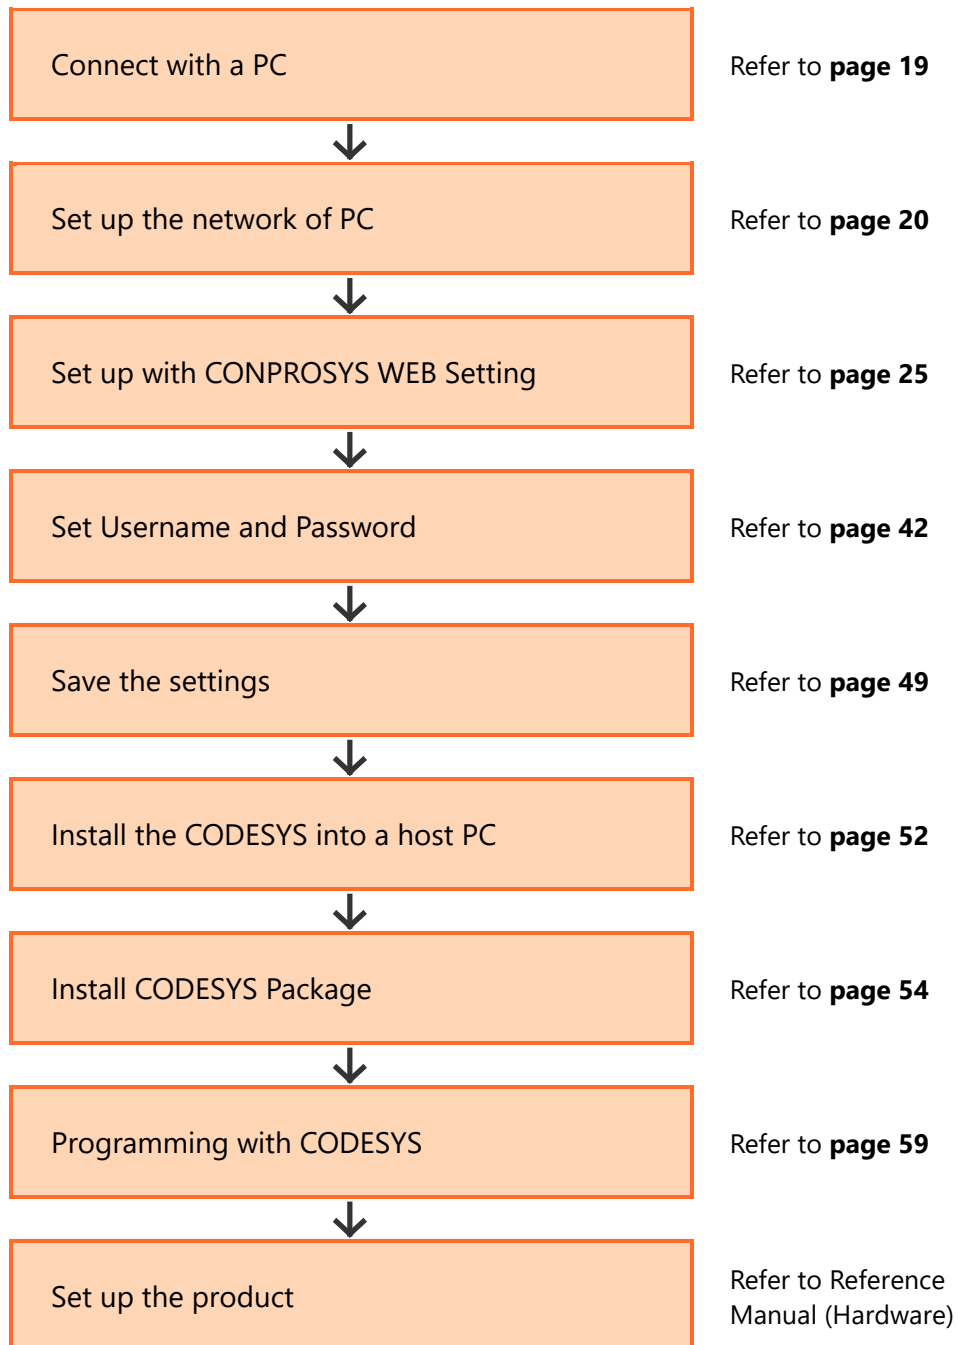 Connect with a PC
Refer to page 19
Set up the network of PC
Refer to page 20
Set up with CONPROSYS WEB Setting
Refer to page 25
Set Username and Password
Refer to page 42
Save the settings
Refer to page 49
Install the CODESYS into a host PC
Refer to page 52
Install CODESYS Package
Refer to page 54
Programming with CODESYS
Refer to page 59
Set up the product
Refer to Reference
Manual (Hardware)